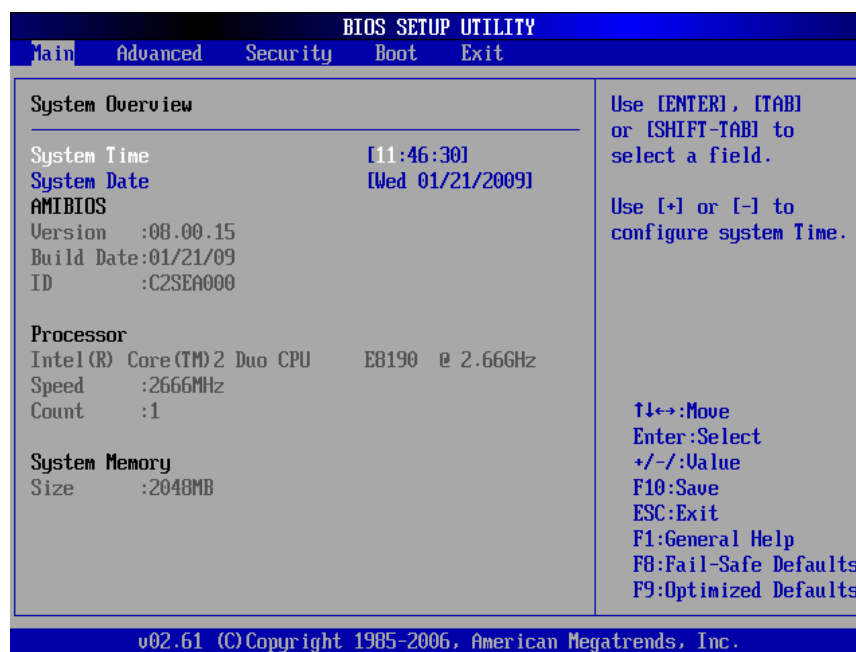 BIOS SETUP UTILITY
Main Advanced Security Boot Exit
System Overview
System Time [11:46:30]
System Date [Wed 01/21/2009]
AMIBIOS
Version :08.00.15
Build Date:01/21/09
ID :C2SEA000
Processor
Intel(R) Core(TM)2 Duo CPU E8190 @ 2.66GHz
Speed :2666MHz
Count :1
System Memory
Size :2048MB
Use [ENTER], [TAB]
or [SHIFT-TAB] to
select a field.
Use [+] or [-] to
configure system Time.
↑↓←→:Move
Enter:Select
+/-/:Value
F10:Save
ESC:Exit
F1:General Help
F8:Fail-Safe Defaults
F9:Optimized Defaults
v02.61 (C)Copyright 1985-2006, American Megatrends, Inc.